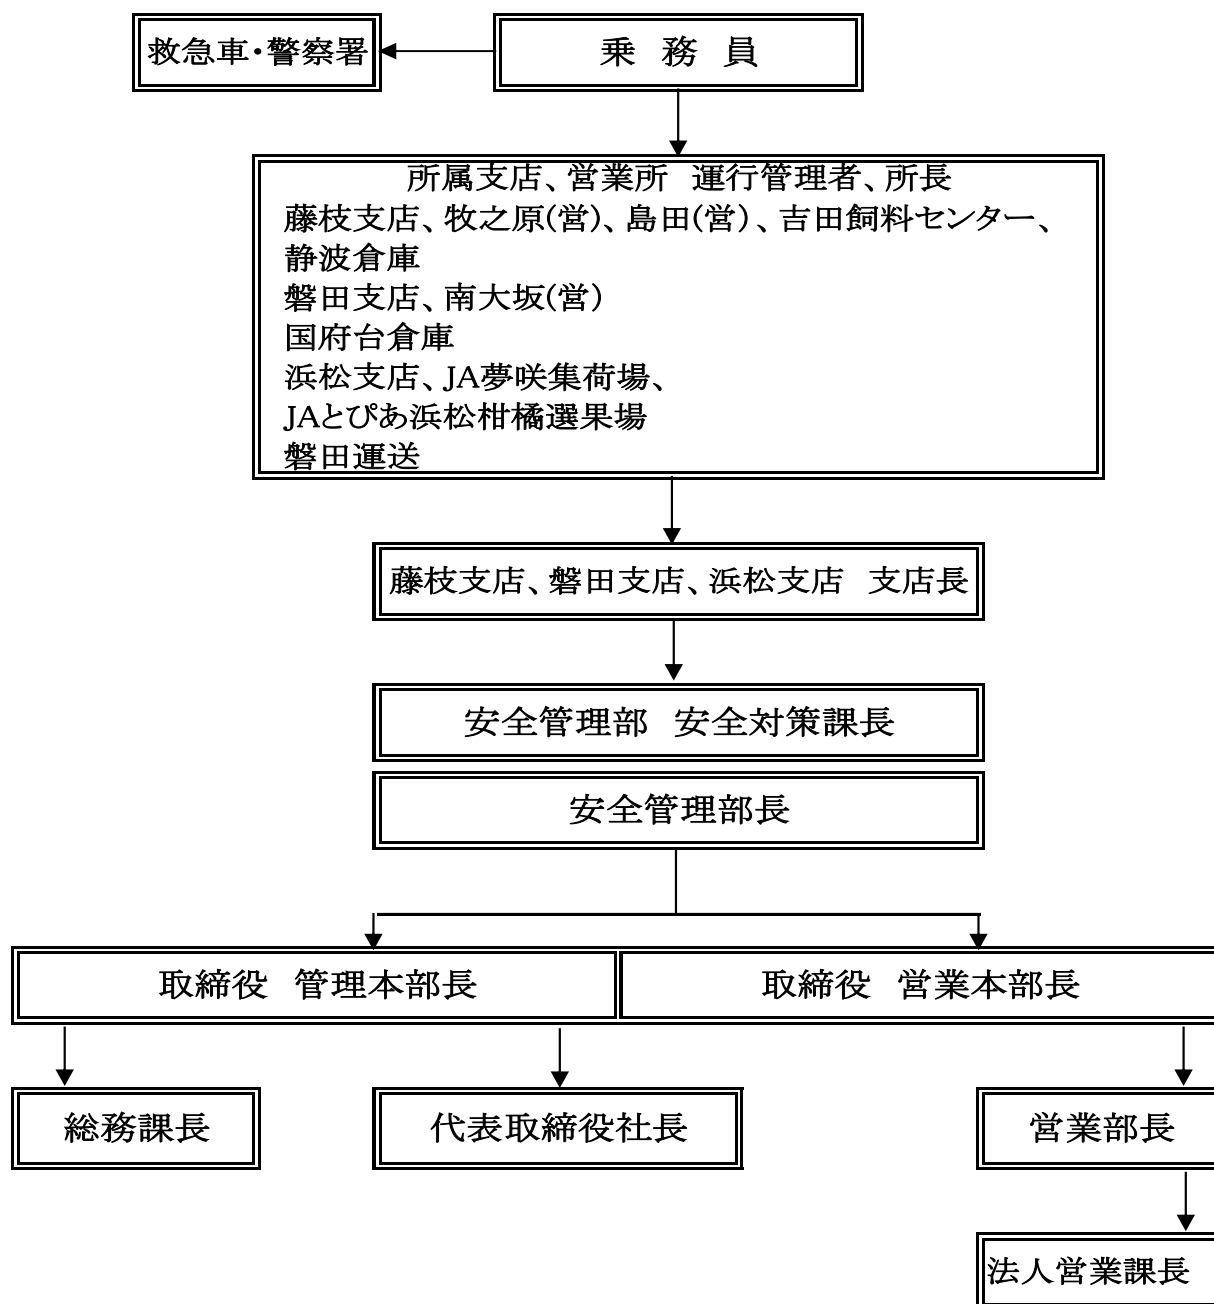 救急車・警察署
乗　務　員
所属支店、営業所　運行管理者、所長
藤枝支店、牧之原(営)、島田(営)、吉田飼料センター、
静波倉庫
磐田支店、南大坂(営)
国府台倉庫
浜松支店、JA夢咲集荷場、
JAとぴあ浜松柑橘選果場
磐田運送
藤枝支店、磐田支店、浜松支店　支店長
安全管理部　安全対策課長
安全管理部長
取締役　管理本部長
取締役　営業本部長
総務課長
代表取締役社長
営業部長
法人営業課長